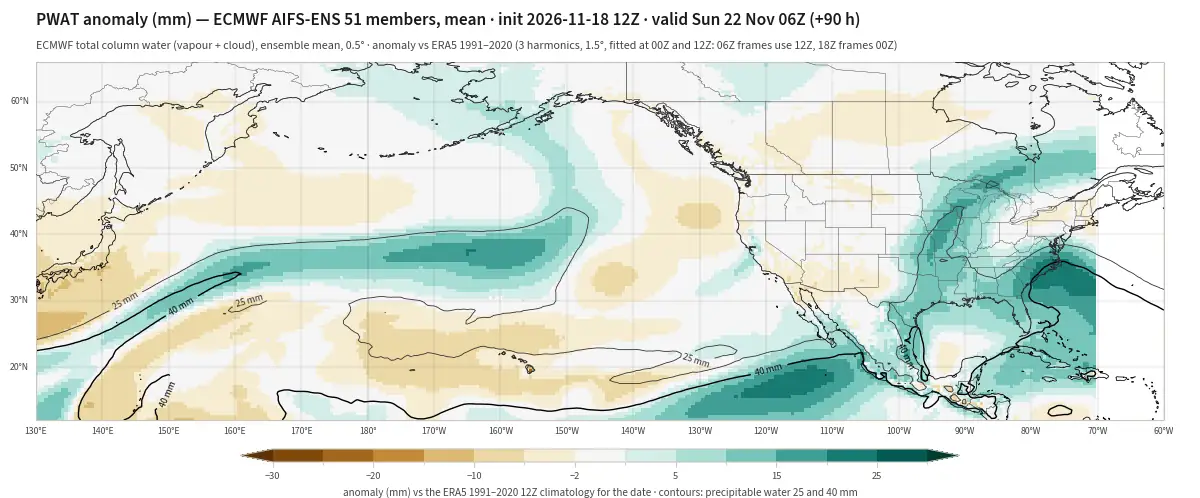 PWAT anomaly (mm) — ECMWF AIFS-ENS 51 members, mean · init 2026-11-18 12Z · valid Sun 22 Nov 06Z (+90 h)
ECMWF total column water (vapour + cloud), ensemble mean, 0.5° · anomaly vs ERA5 1991–2020 (3 harmonics, 1.5°, fitted at 00Z and 12Z: 06Z frames use 12Z, 18Z frames 00Z)
60°N
50°N
40°N
30°N
20°N
25 mm
40 mm
25 mm
40 mm
25 mm
40 mm
130°E 140°E 150°E 160°E 170°E 180° 170°W 160°W 150°W 140°W 130°W 120°W 110°W 100°W 90°W 80°W 70°W 60°W
−30 −20 −10 −2 5 15 25
anomaly (mm) vs the ERA5 1991–2020 12Z climatology for the date · contours: precipitable water 25 and 40 mm